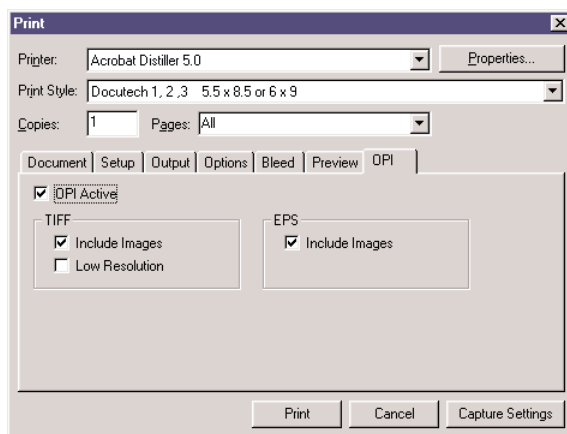 Print
Printer: Acrobat Distiller 5.0 Properties...
Print Style: Docutech 1, 2 ,3 5.5 x 8.5 or 6 x 9
Copies: 1 Pages: All
Document Setup Output Options Bleed Preview OPI
OPI Active
TIFF EPS
Include Images Include Images
Low Resolution
Print Cancel Capture Settings